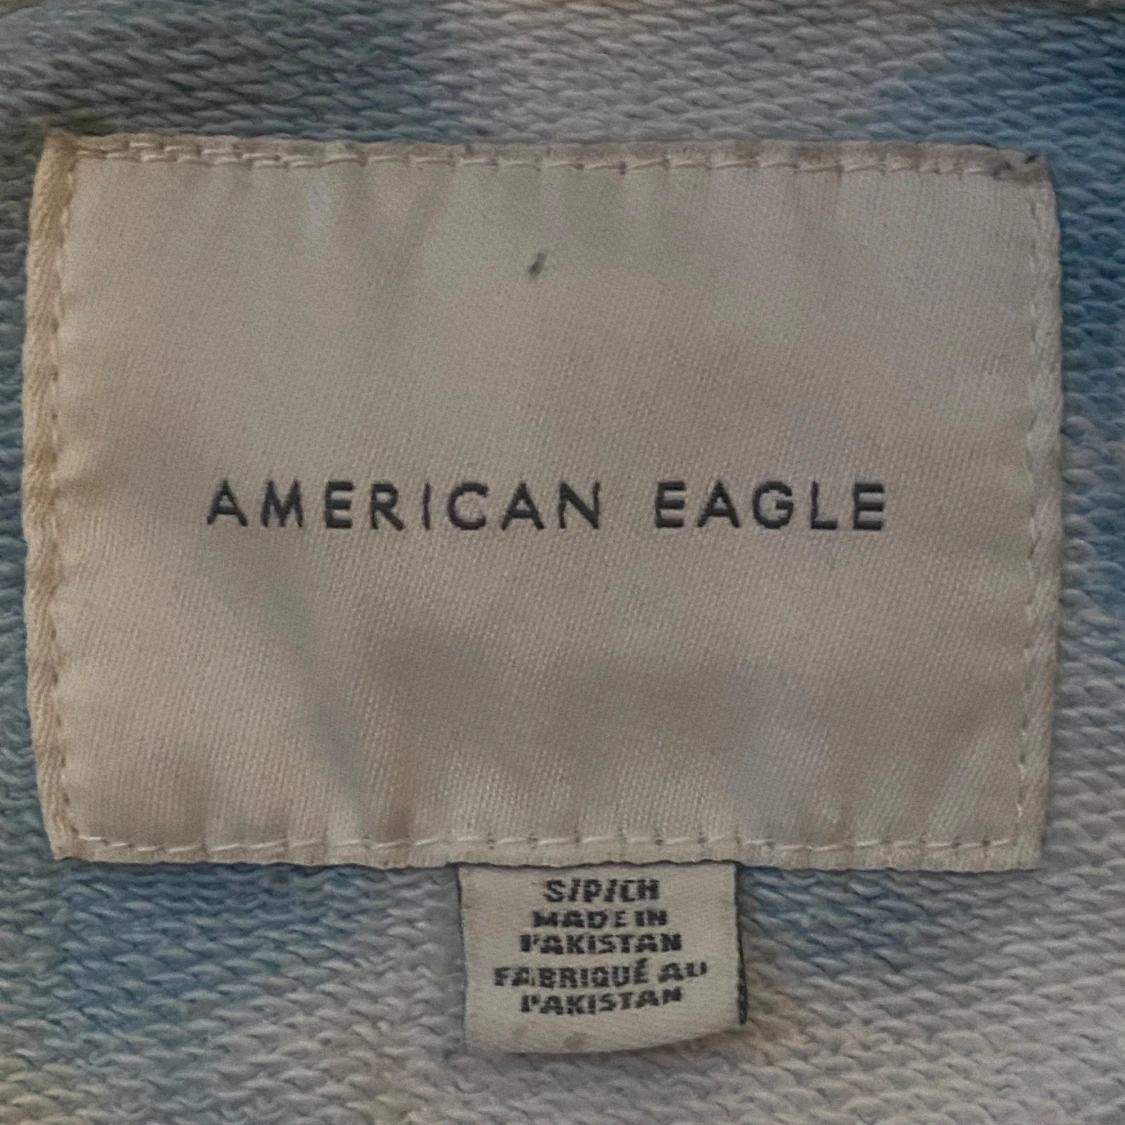 AMERICAN EAGLE
S/P/CH
MADE IN
PAKISTAN
FABRIQUÉ AU
PAKISTAN